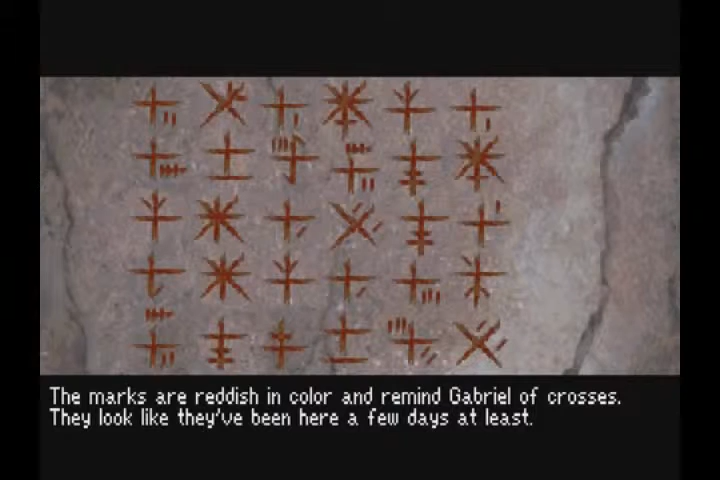 The marks are reddish in color and remind Gabriel of crosses.
They look like they've been here a few days at least.